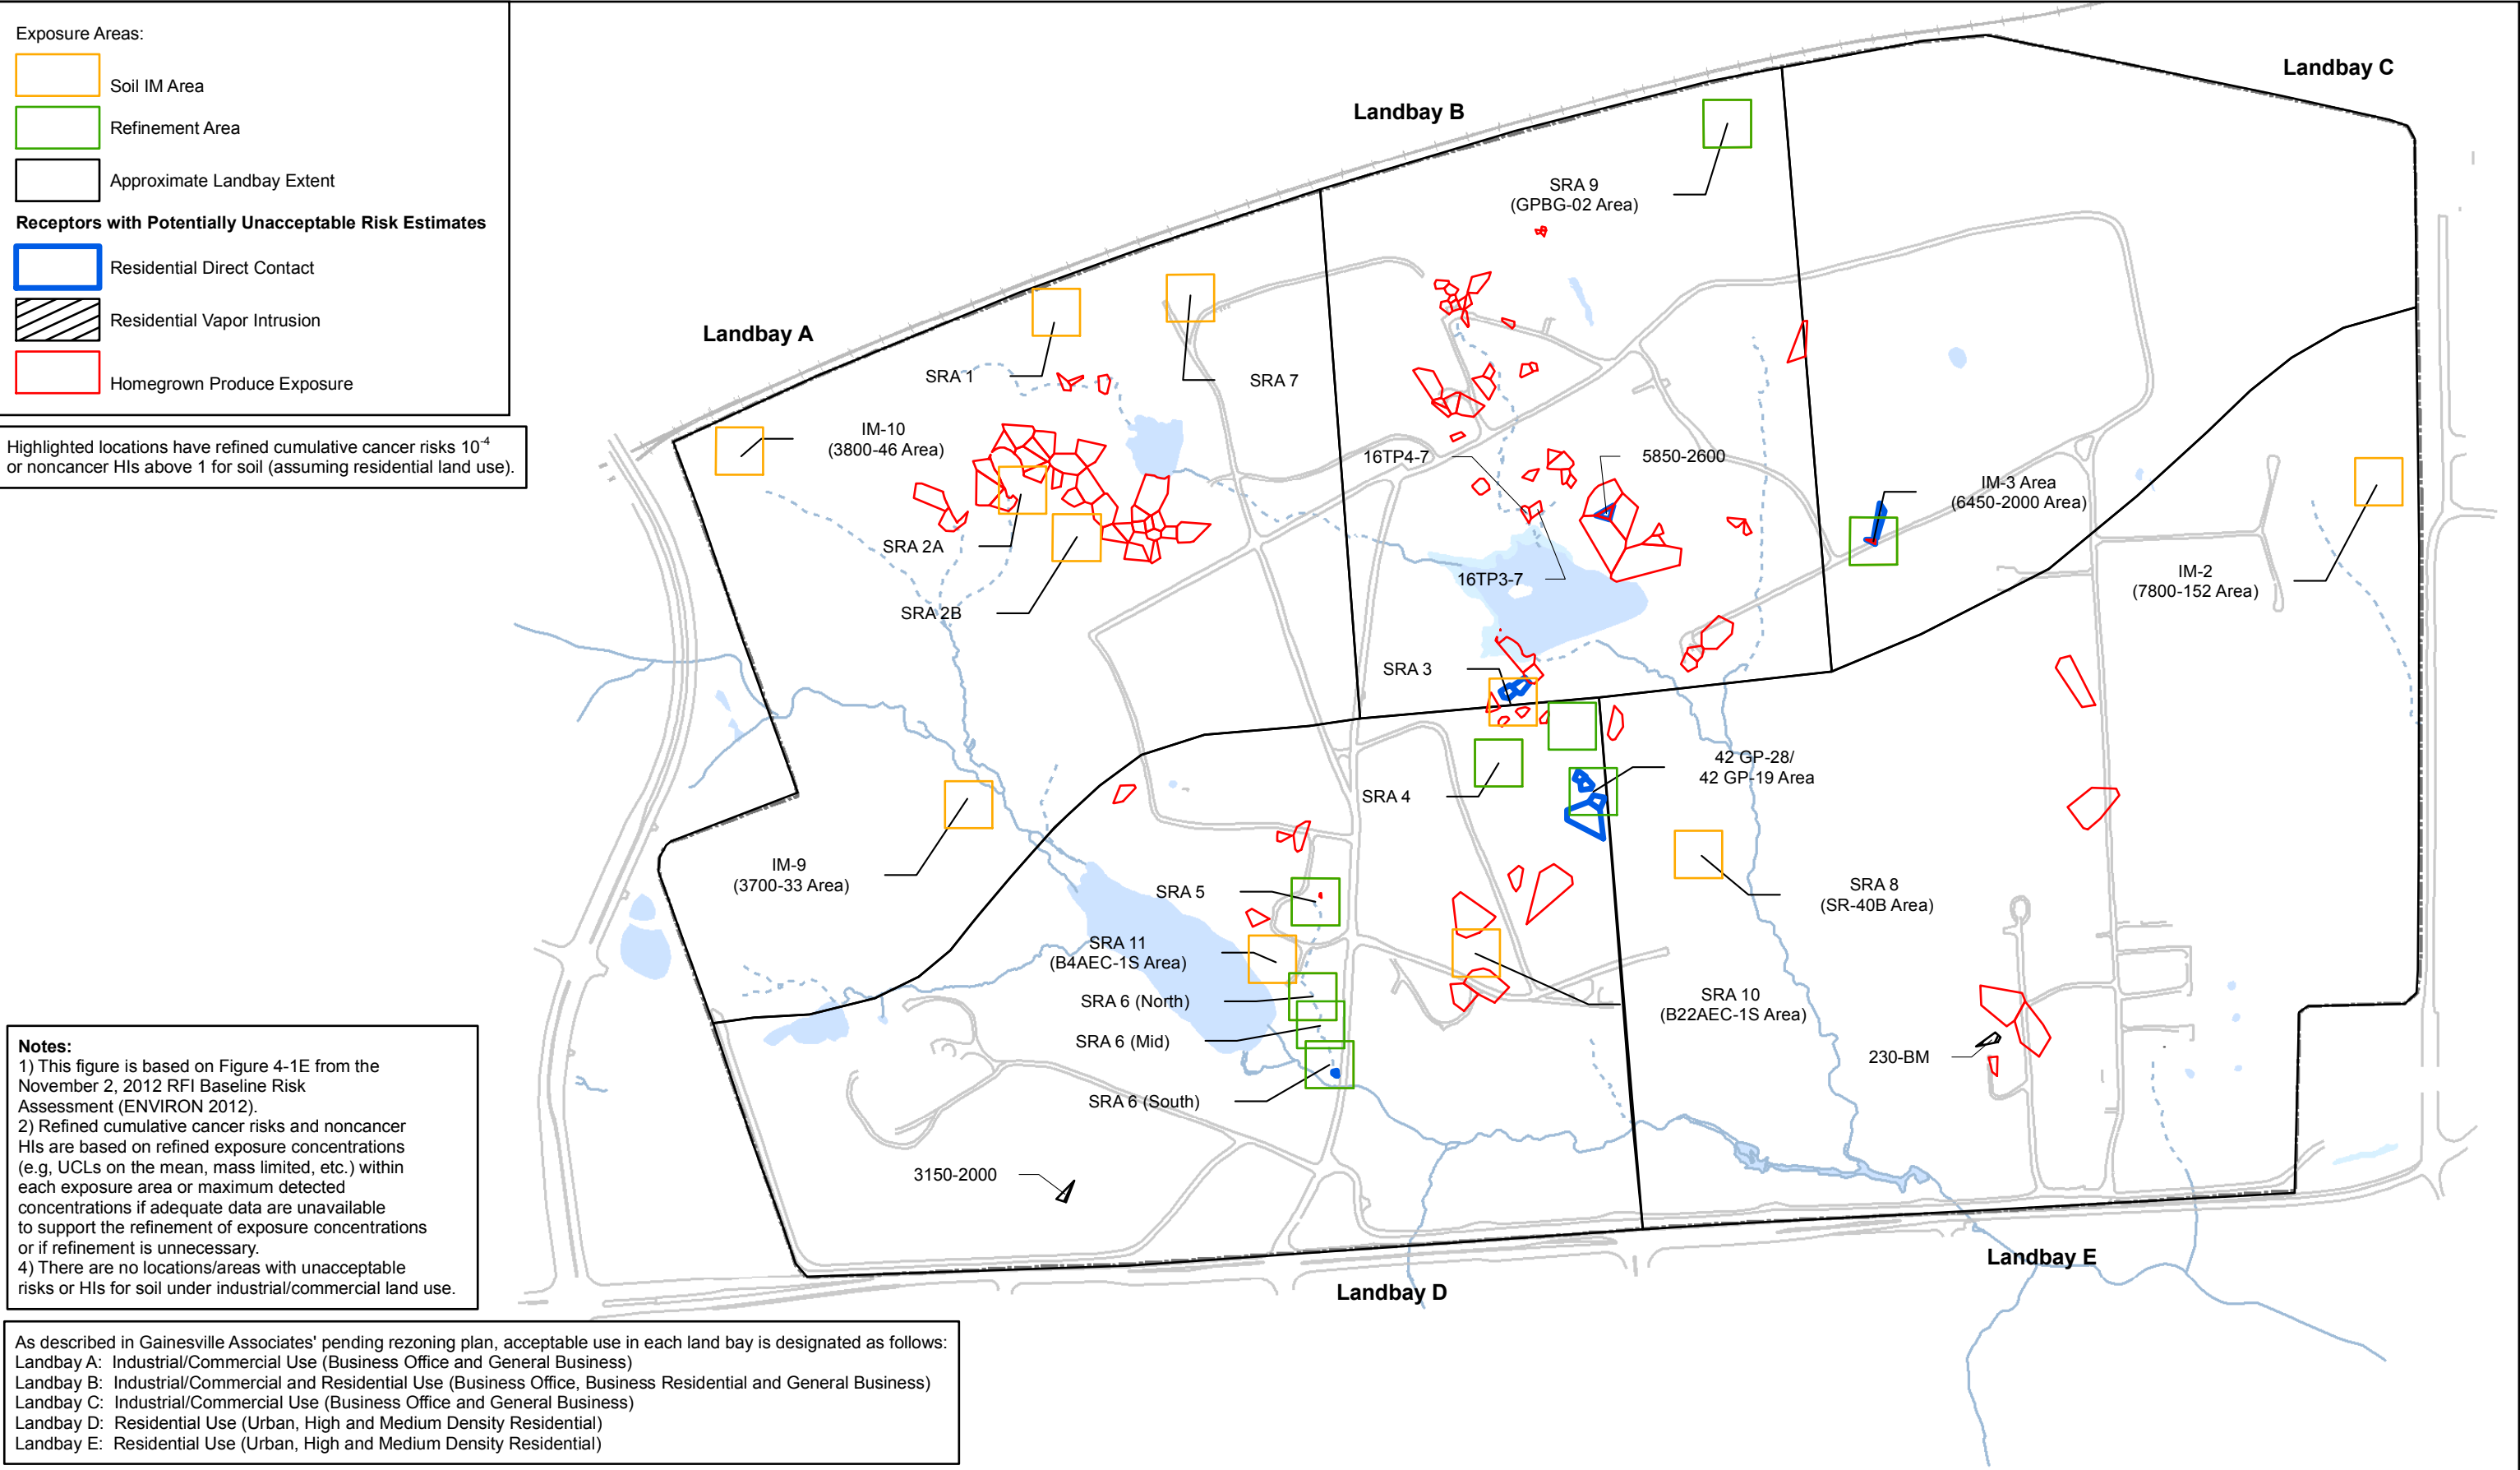 Exposure Areas:
Soil IM Area
Refinement Area
Approximate Landbay Extent
Receptors with Potentially Unacceptable Risk Estimates
Residential Direct Contact
Residential Vapor Intrusion
Homegrown Produce Exposure
Highlighted locations have refined cumulative cancer risks 10-4
or noncancer HIs above 1 for soil (assuming residential land use).
Landbay C
Landbay B
SRA 9
(GPBG-02 Area)
Landbay A
SRA 1
SRA 7
IM-10
(3800-46 Area)
16TP4-7
5850-2600
IM-3 Area
(6450-2000 Area)
SRA 2A
16TP3-7
IM-2
(7800-152 Area)
SRA 2B
SRA 3
42 GP-28/
42 GP-19 Area
SRA 4
IM-9
(3700-33 Area)
SRA 5
SRA 8
(SR-40B Area)
SRA 11
(B4AEC-1S Area)
SRA 6 (North)
SRA 10
(B22AEC-1S Area)
SRA 6 (Mid)
230-BM
SRA 6 (South)
3150-2000
Landbay E
Landbay D
Notes:
1) This figure is based on Figure 4-1E from the
November 2, 2012 RFI Baseline Risk
Assessment (ENVIRON 2012).
2) Refined cumulative cancer risks and noncancer
HIs are based on refined exposure concentrations
(e.g, UCLs on the mean, mass limited, etc.) within
each exposure area or maximum detected
concentrations if adequate data are unavailable
to support the refinement of exposure concentrations
or if refinement is unnecessary.
4) There are no locations/areas with unacceptable
risks or HIs for soil under industrial/commercial land use.
As described in Gainesville Associates' pending rezoning plan, acceptable use in each land bay is designated as follows:
Landbay A: Industrial/Commercial Use (Business Office and General Business)
Landbay B: Industrial/Commercial and Residential Use (Business Office, Business Residential and General Business)
Landbay C: Industrial/Commercial Use (Business Office and General Business)
Landbay D: Residential Use (Urban, High and Medium Density Residential)
Landbay E: Residential Use (Urban, High and Medium Density Residential)